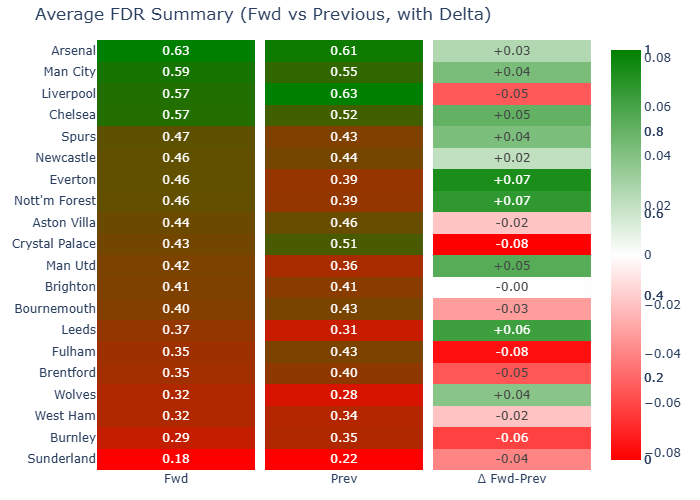 Average FDR Summary (Fwd vs Previous, with Delta)
Arsenal 0.63 0.61 +0.03
Man City 0.59 0.55 +0.04
Liverpool 0.57 0.63 -0.05
Chelsea 0.57 0.52 +0.05
Spurs 0.47 0.43 +0.04
Newcastle 0.46 0.44 +0.02
Everton 0.46 0.39 +0.07
Nott'm Forest 0.46 0.39 +0.07
Aston Villa 0.44 0.46 -0.02
Crystal Palace 0.43 0.51 -0.08
Man Utd 0.42 0.36 +0.05
Brighton 0.41 0.41 -0.00
Bournemouth 0.40 0.43 -0.03
Leeds 0.37 0.31 +0.06
Fulham 0.35 0.43 -0.08
Brentford 0.35 0.40 -0.05
Wolves 0.32 0.28 +0.04
West Ham 0.32 0.34 -0.02
Burnley 0.29 0.35 -0.06
Sunderland 0.18 0.22 -0.04
Fwd Prev Δ Fwd-Prev
1
0.08
0.06
0.8
0.04
0.02
0.6
0
0.4
−0.02
−0.04
0.2
−0.06
−0.08
0